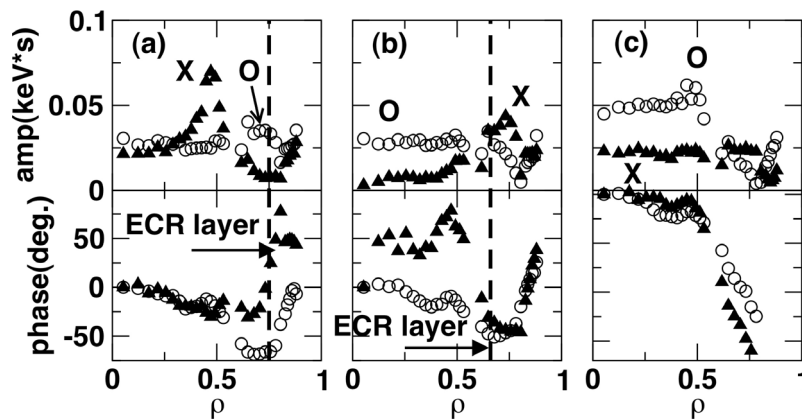 0.1
0.05
0
amp(keV*s)
(a)
X
O
(b)
O
X
(c)
O
X
50
0
-50
phase(deg.)
ECR layer
ECR layer
0
0.5
1
0
0.5
1
0
0.5
1
ρ
ρ
ρ